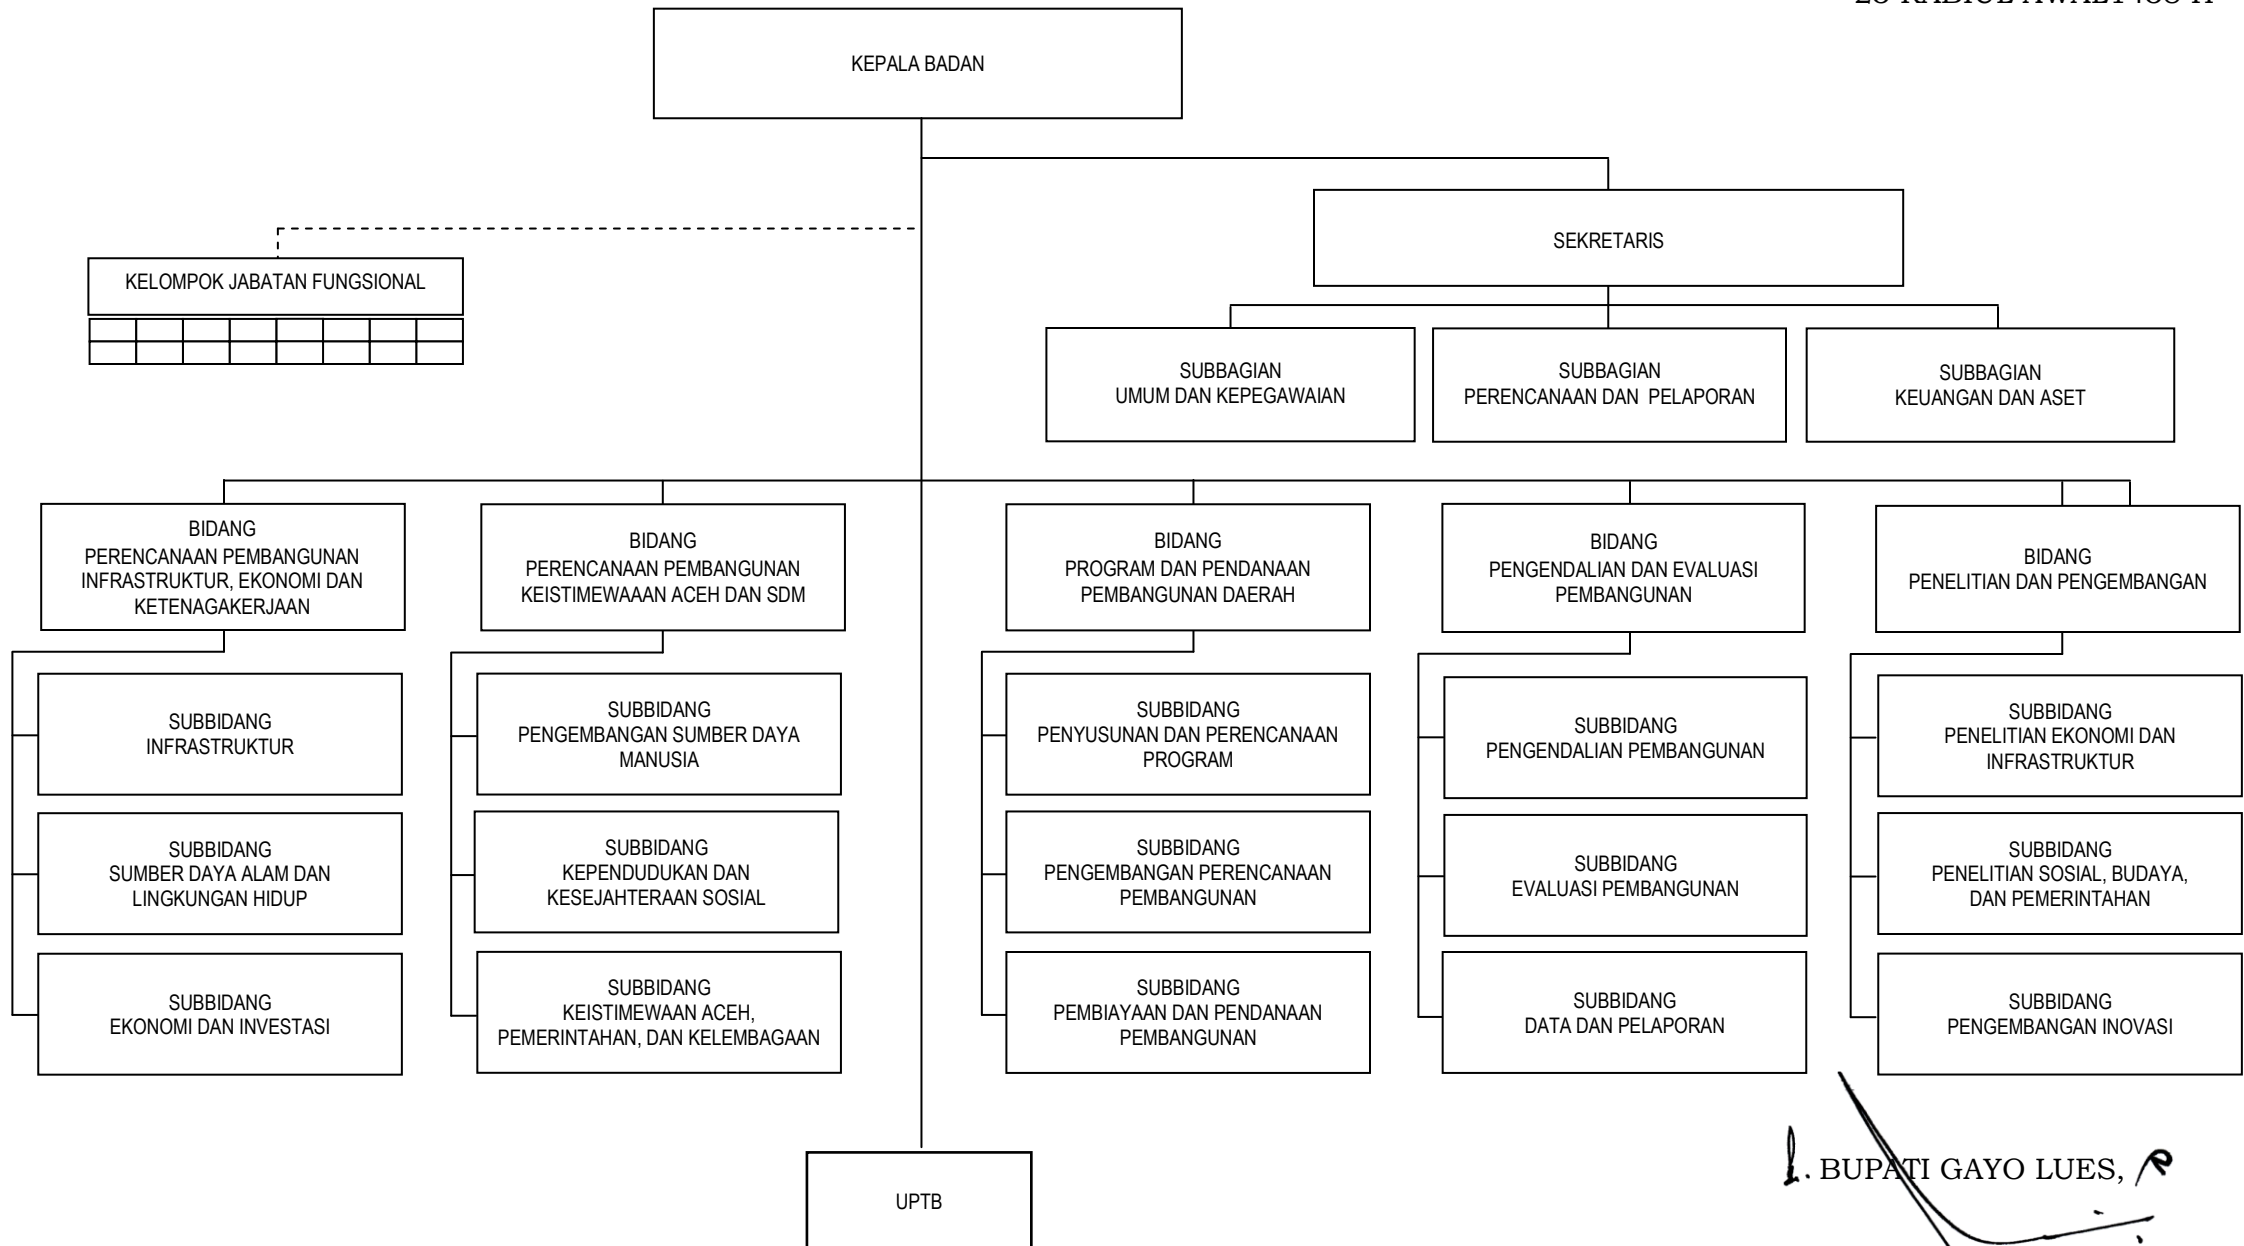 KEPALA BADAN
SEKRETARIS
KELOMPOK JABATAN FUNGSIONAL
SUBBAGIAN
UMUM DAN KEPEGAWAIAN
SUBBAGIAN
PERENCANAAN DAN PELAPORAN
SUBBAGIAN
KEUANGAN DAN ASET
BIDANG
PERENCANAAN PEMBANGUNAN
INFRASTRUKTUR, EKONOMI DAN
KETENAGAKERJAAN
BIDANG
PERENCANAAN PEMBANGUNAN
KEISTIMEWAAAN ACEH DAN SDM
BIDANG
PROGRAM DAN PENDANAAN
PEMBANGUNAN DAERAH
BIDANG
PENGENDALIAN DAN EVALUASI
PEMBANGUNAN
BIDANG
PENELITIAN DAN PENGEMBANGAN
SUBBIDANG
INFRASTRUKTUR
SUBBIDANG
PENGEMBANGAN SUMBER DAYA
MANUSIA
SUBBIDANG
PENYUSUNAN DAN PERENCANAAN
PROGRAM
SUBBIDANG
PENGENDALIAN PEMBANGUNAN
SUBBIDANG
PENELITIAN EKONOMI DAN
INFRASTRUKTUR
SUBBIDANG
SUMBER DAYA ALAM DAN
LINGKUNGAN HIDUP
SUBBIDANG
KEPENDUDUKAN DAN
KESEJAHTERAAN SOSIAL
SUBBIDANG
PENGEMBANGAN PERENCANAAN
PEMBANGUNAN
SUBBIDANG
EVALUASI PEMBANGUNAN
SUBBIDANG
PENELITIAN SOSIAL, BUDAYA,
DAN PEMERINTAHAN
SUBBIDANG
EKONOMI DAN INVESTASI
SUBBIDANG
KEISTIMEWAAN ACEH,
PEMERINTAHAN, DAN KELEMBAGAAN
SUBBIDANG
PEMBIAYAAN DAN PENDANAAN
PEMBANGUNAN
SUBBIDANG
DATA DAN PELAPORAN
SUBBIDANG
PENGEMBANGAN INOVASI
BUPATI GAYO LUES,
UPTB